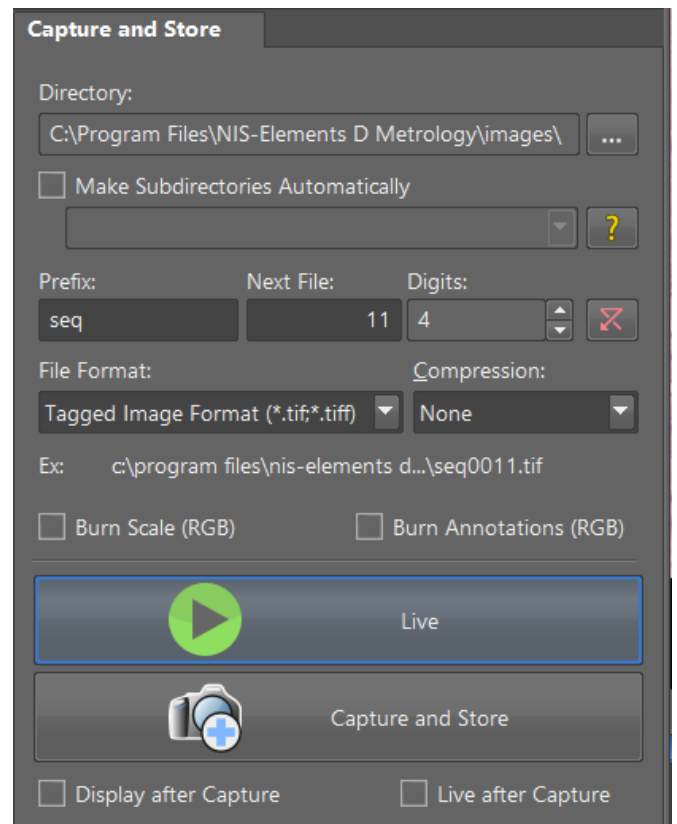 Capture and Store
Directory:
C:\Program Files\NIS-Elements D Metrology\images\ ...
Make Subdirectories Automatically
?
Prefix: Next File: Digits:
seq 11 4
File Format: Compression:
Tagged Image Format (*.tif;*.tiff) None
Ex: c:\program files\nis-elements d...\seq0011.tif
Burn Scale (RGB) Burn Annotations (RGB)
Live
Capture and Store
Display after Capture Live after Capture